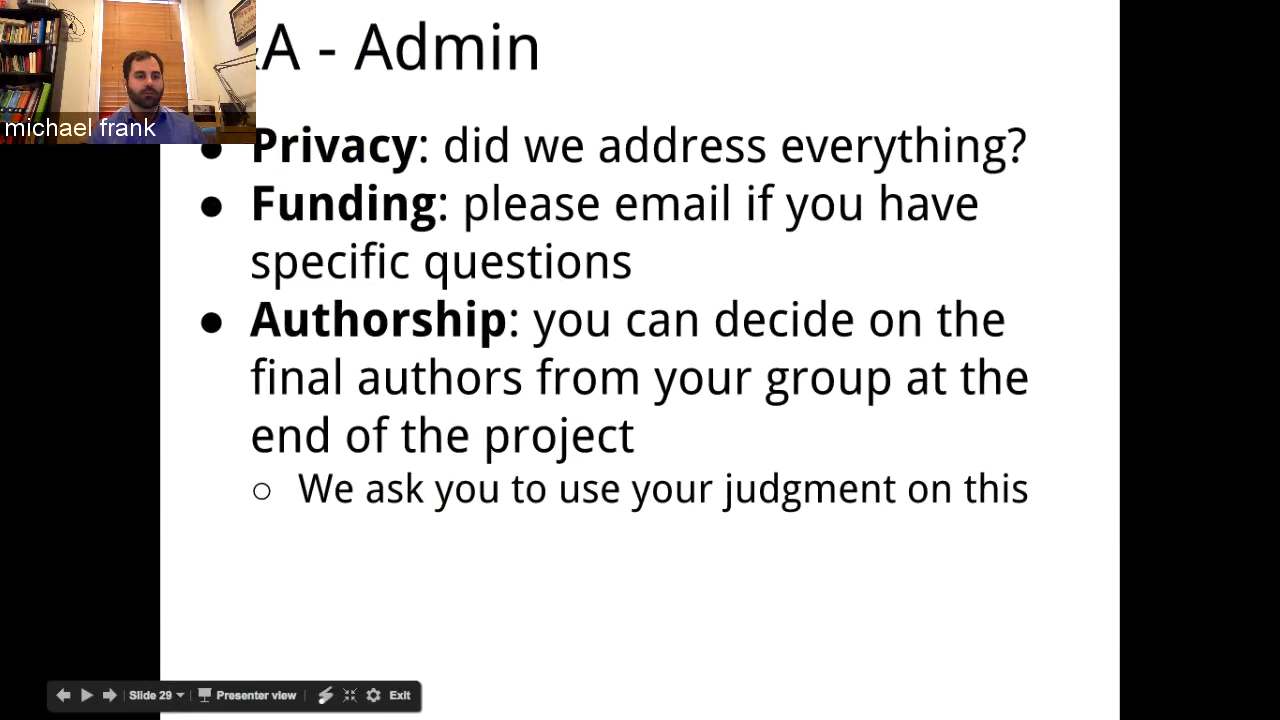 A - Admin
michael frank
● Privacy: did we address everything?
● Funding: please email if you have
specific questions
● Authorship: you can decide on the
final authors from your group at the
end of the project
○ We ask you to use your judgment on this
Slide 29
Presenter view
Exit